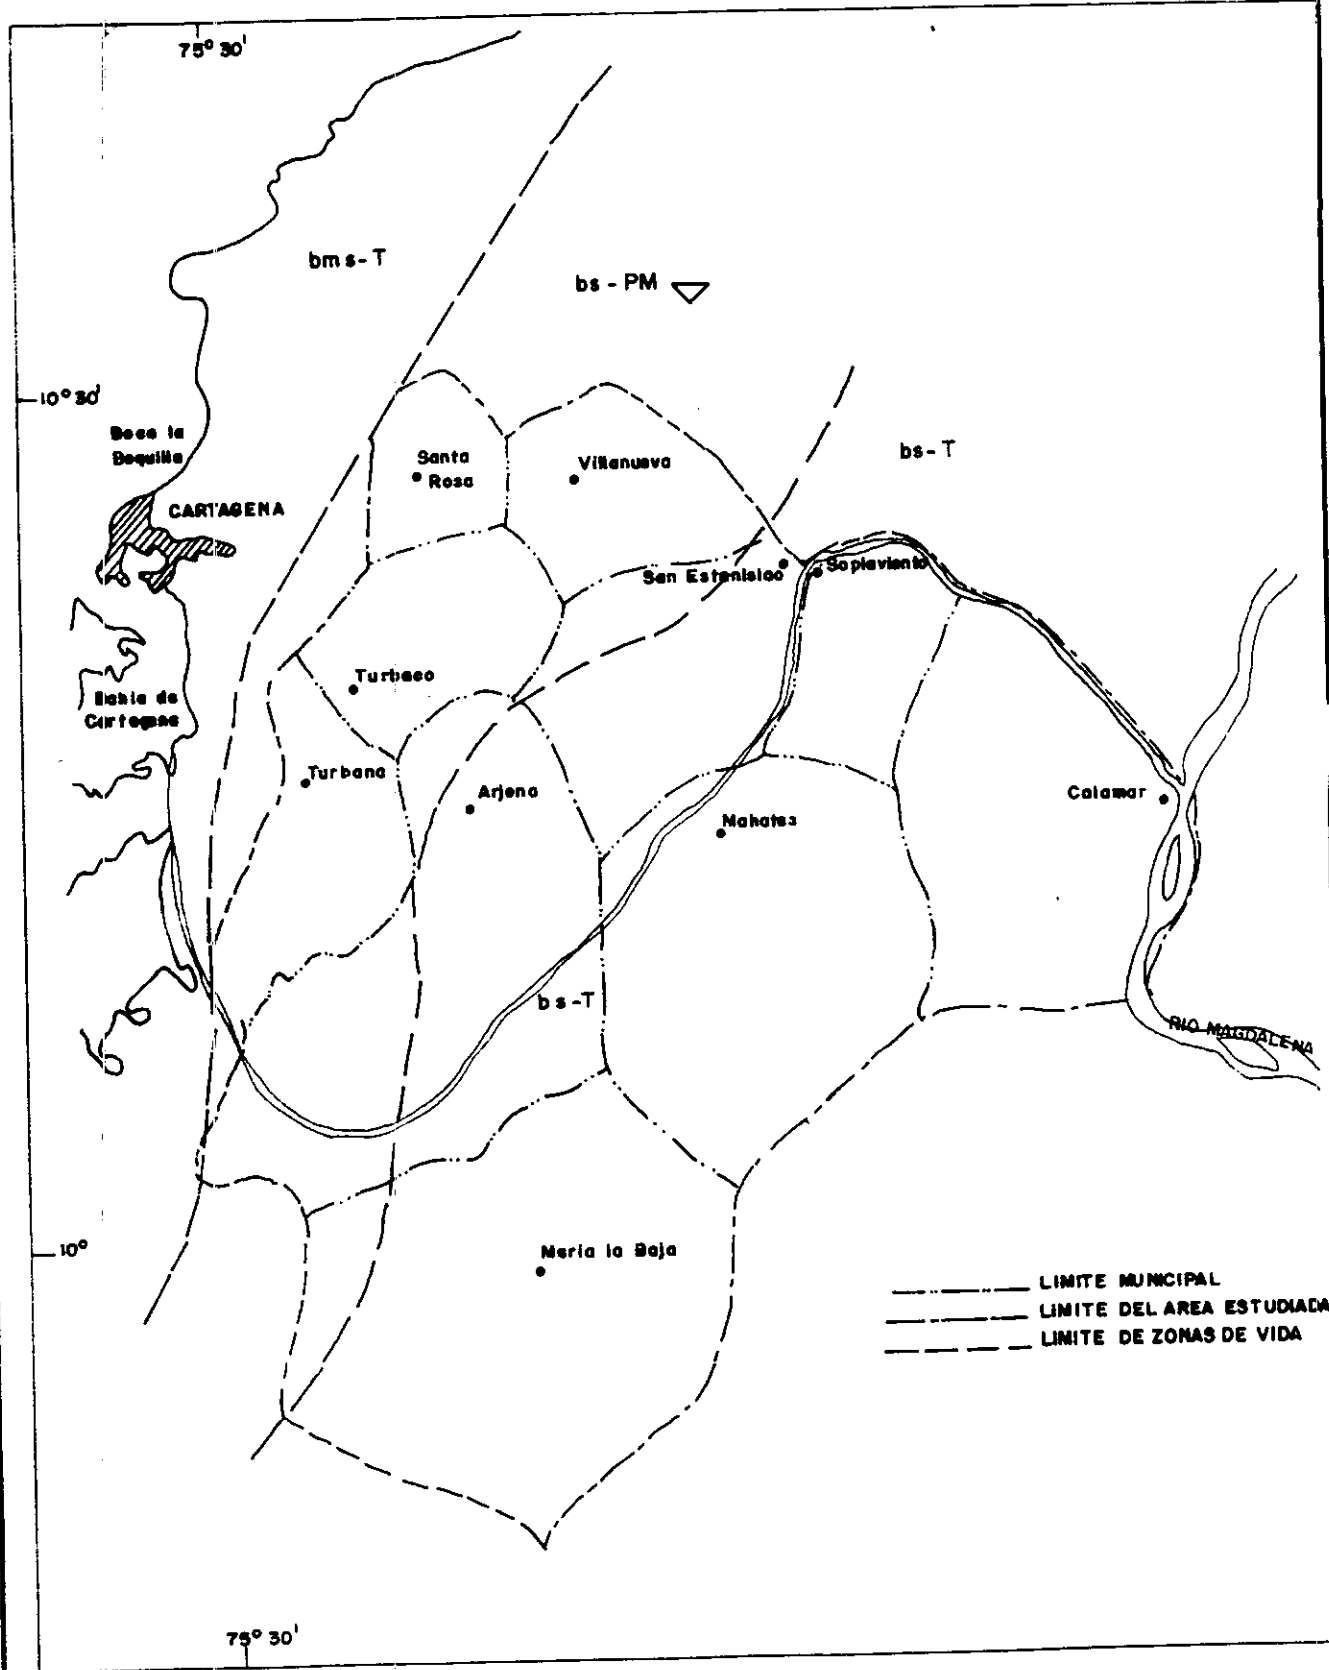 75° 30'
bms-T
bs-PM
10° 30'
Boca la
Boquilla
bs-T
Santa
Rosa
Villanueva
CARTAGENA
San Estanislao
Soplaviento
Turbaco
Bahia de
Cartagena
Turbana
Arjona
Calamar
Mahates
bs-T
RIO MAGDALENA
10°
Maria la Baja
LIMITE MUNICIPAL
LIMITE DEL AREA ESTUDIADA
LIMITE DE ZONAS DE VIDA
75° 30'